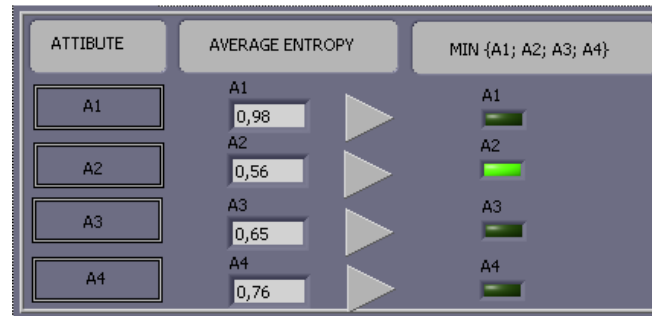 ATTIBUTE AVERAGE ENTROPY MIN {A1; A2; A3; A4}
A1 A1 A1
0,98
A2 A2 A2
0,56
A3 A3 A3
0,65
A4 A4 A4
0,76